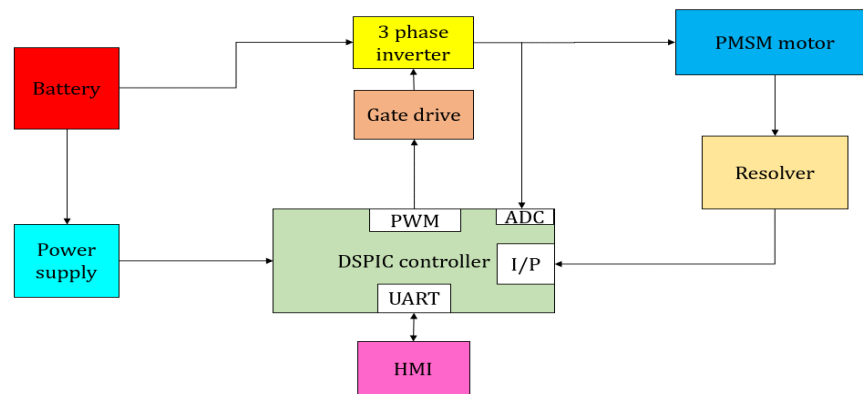 3 phase
inverter
PMSM motor
Battery
Gate drive
Resolver
PWM
ADC
Power
supply
DSPIC controller
I/P
UART
HMI